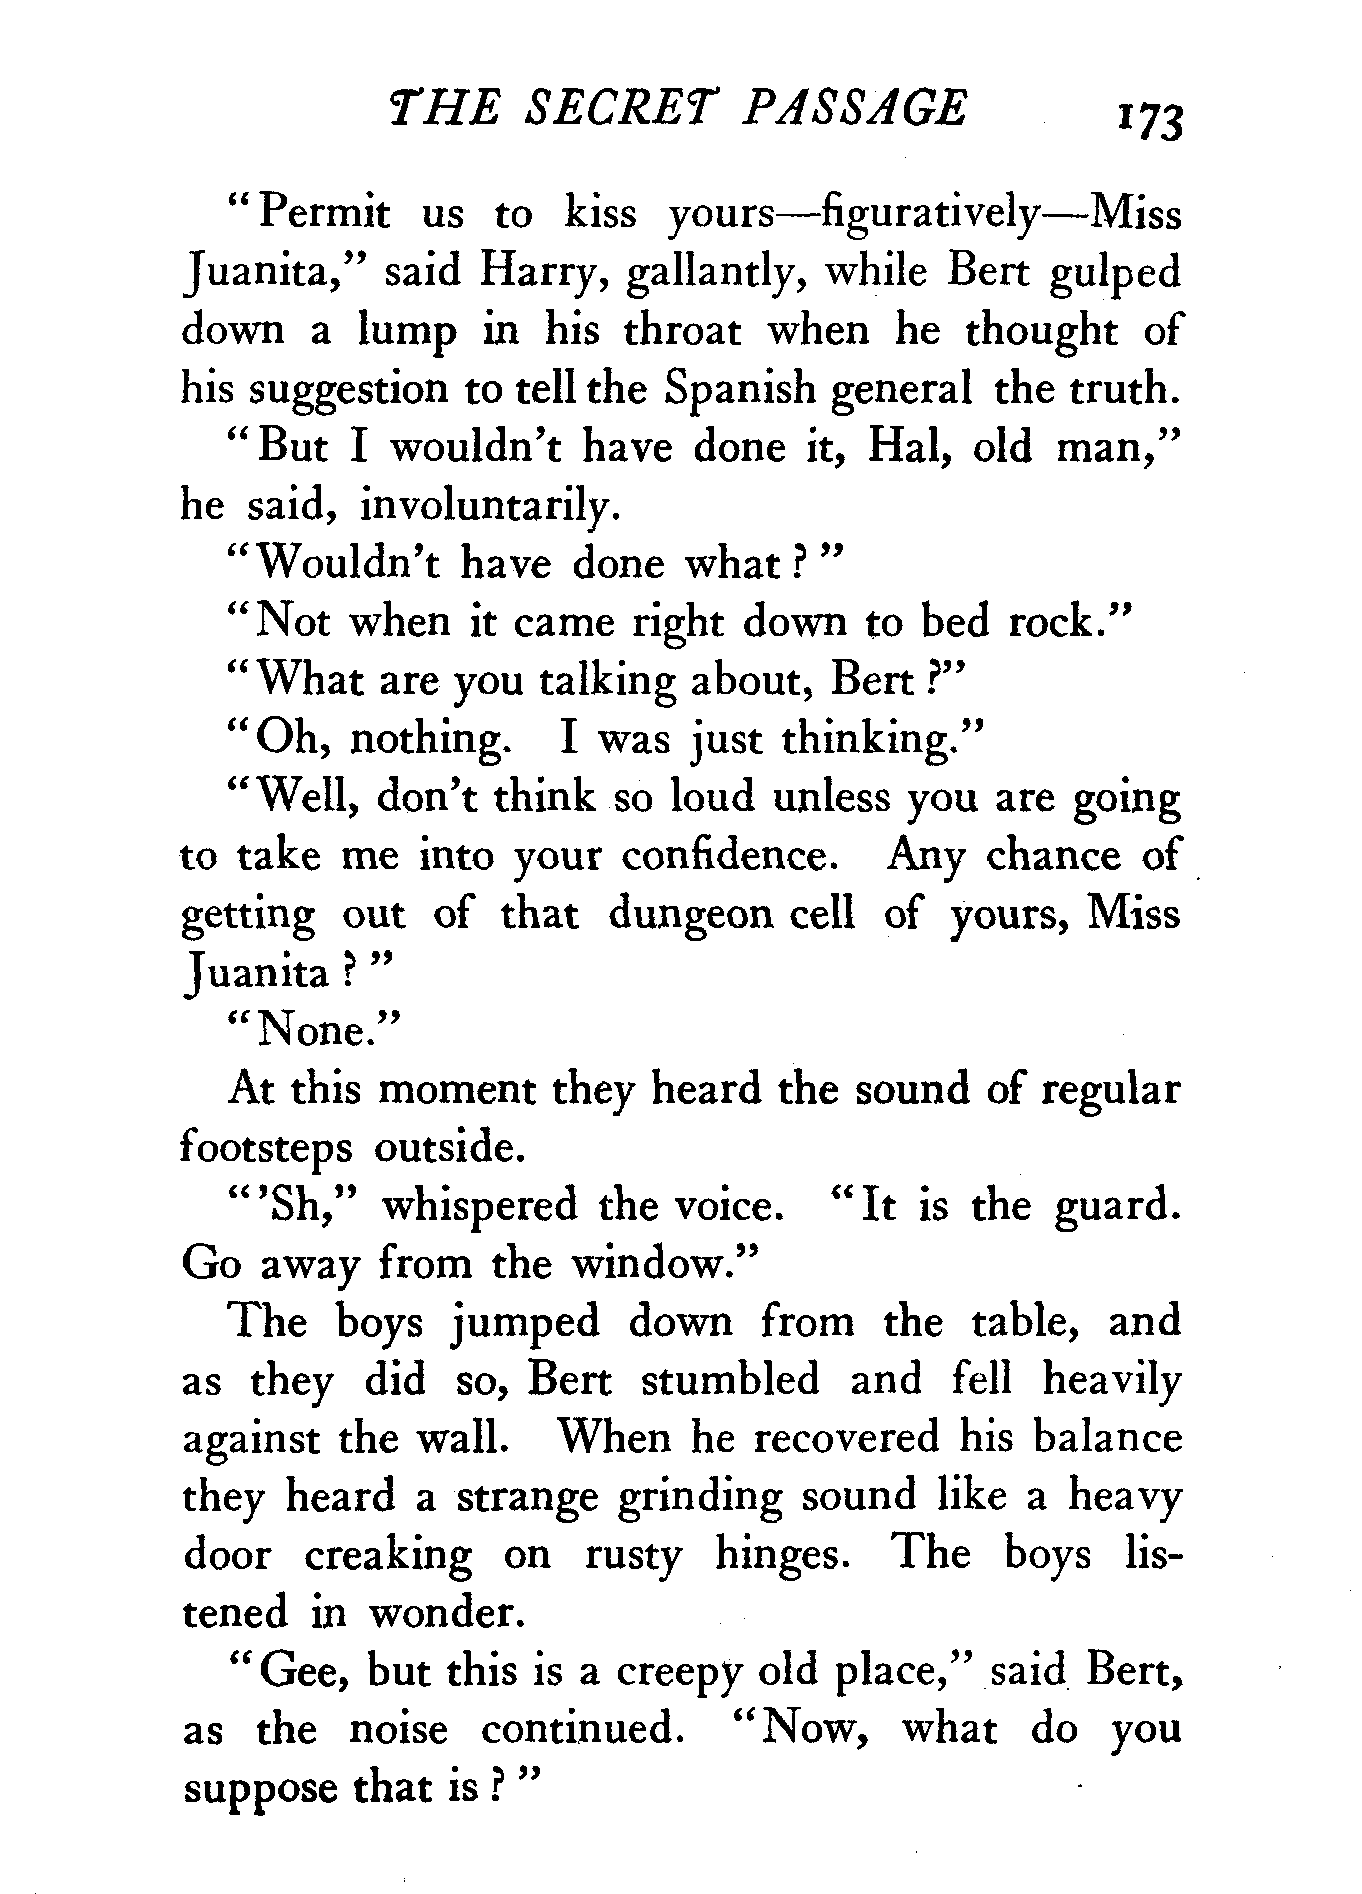 THE SECRET PASSAGE 173
"Permit us to kiss yours—figuratively—Miss
Juanita," said Harry, gallantly, while Bert gulped
down a lump in his throat when he thought of
his suggestion to tell the Spanish general the truth.
"But I wouldn't have done it, Hal, old man,"
he said, involuntarily.
"Wouldn't have done what?"
"Not when it came right down to bed rock."
"What are you talking about, Bert?"
"Oh, nothing. I was just thinking."
"Well, don't think so loud unless you are going
to take me into your confidence. Any chance of
getting out of that dungeon cell of yours, Miss
Juanita?"
"None."
At this moment they heard the sound of regular
footsteps outside.
"'Sh," whispered the voice. "It is the guard.
Go away from the window."
The boys jumped down from the table, and
as they did so, Bert stumbled and fell heavily
against the wall. When he recovered his balance
they heard a strange grinding sound like a heavy
door creaking on rusty hinges. The boys lis-
tened in wonder.
"Gee, but this is a creepy old place," said Bert,
as the noise continued. "Now, what do you
suppose that is?"